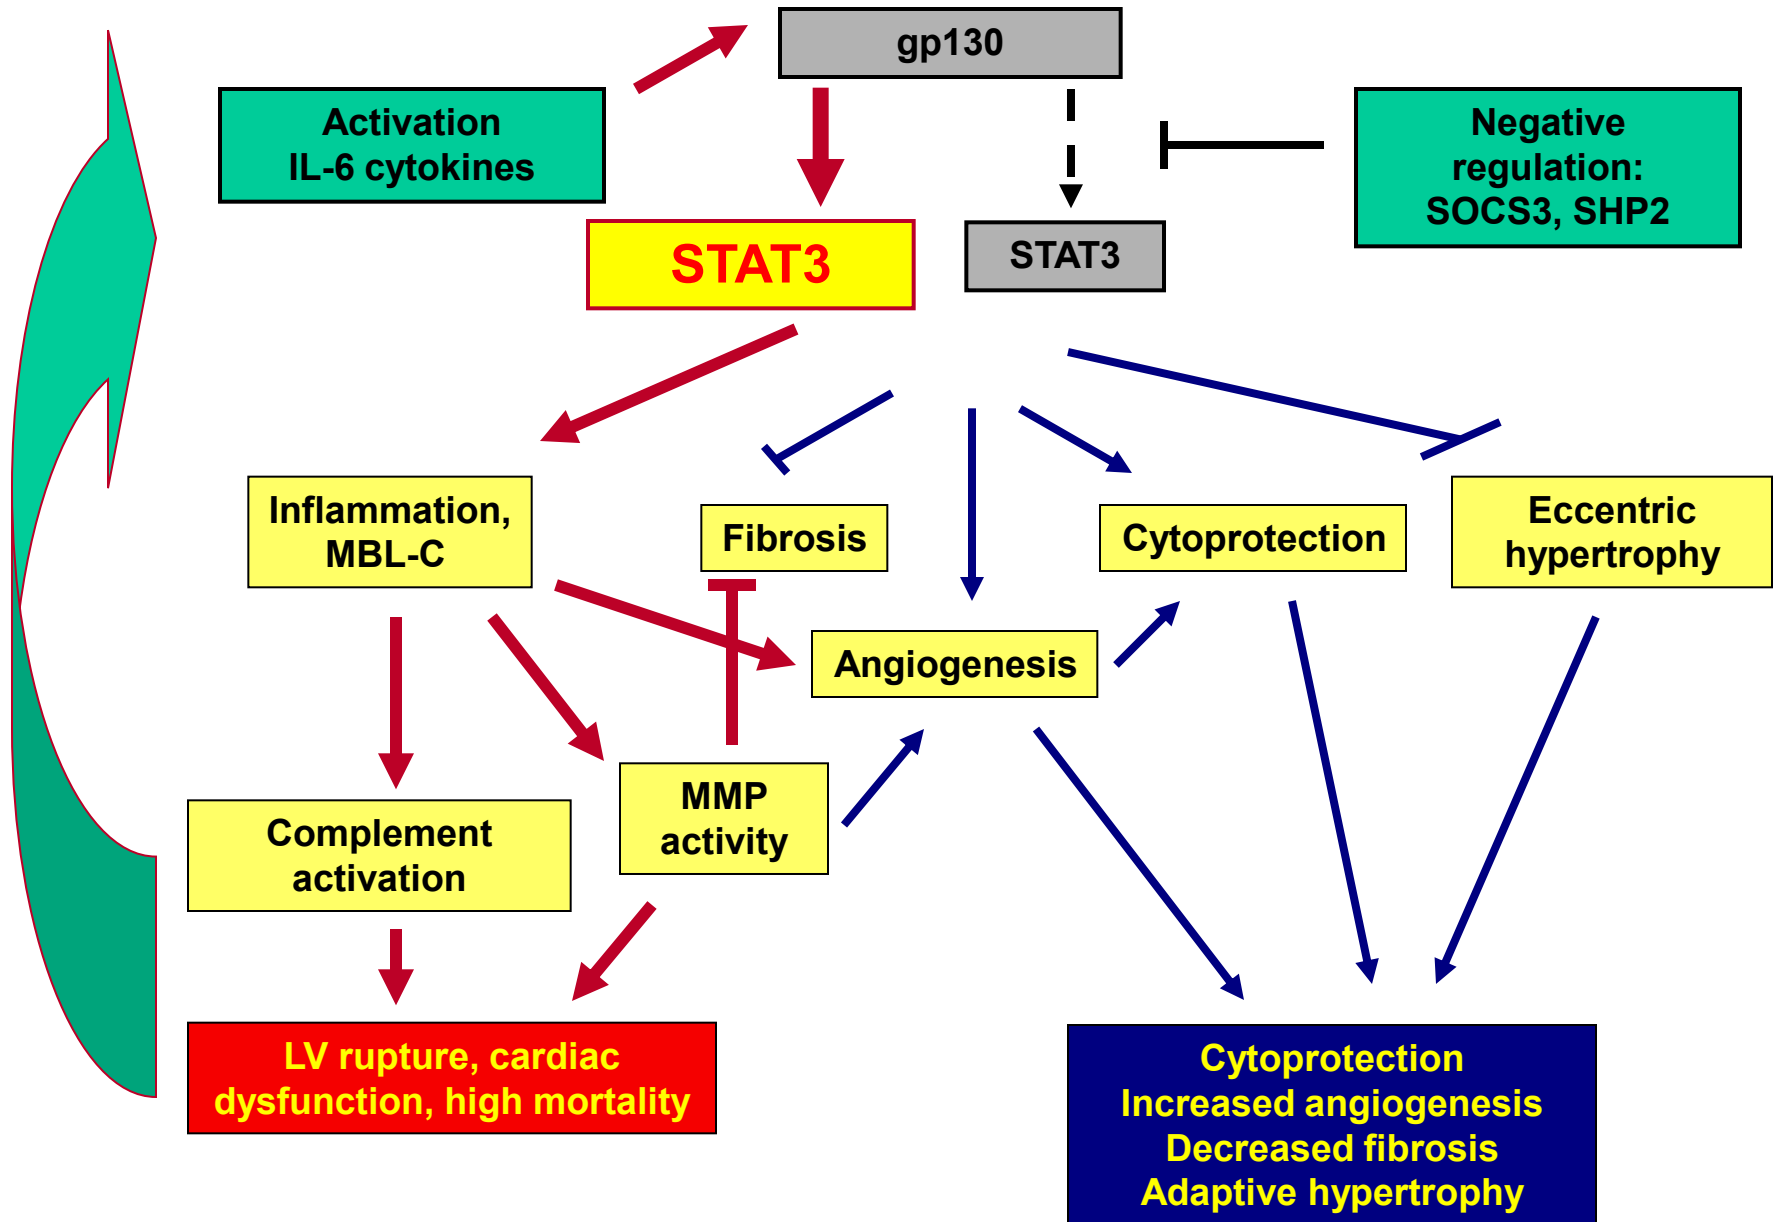 gp130
Activation
IL-6 cytokines
Negative
regulation:
SOCS3, SHP2
STAT3
STAT3
Inflammation,
MBL-C
Fibrosis
Cytoprotection
Eccentric
hypertrophy
Angiogenesis
MMP
activity
Complement
activation
LV rupture, cardiac
dysfunction, high mortality
Cytoprotection
Increased angiogenesis
Decreased fibrosis
Adaptive hypertrophy